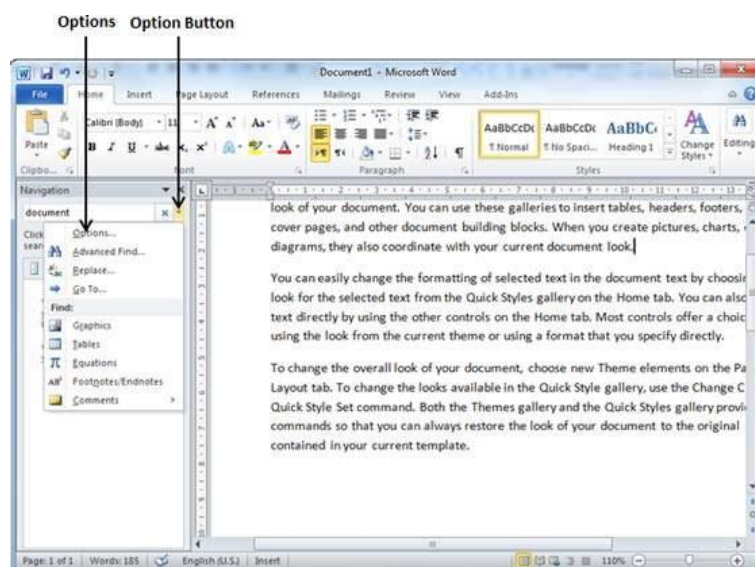 Options Option Button
Document1 - Microsoft Word
File Home Insert Page Layout References Mailings Review View Add-Ins
Calibri (Body) 11
AaBbCcDc AaBbCcDc AaBbC
Paste
¶ Normal ¶ No Spaci... Heading 1 Change Styles Editing
Clipbo... Font Paragraph Styles
Navigation
document
Options...
Advanced Find...
Replace...
Go To...
Find:
Graphics
Tables
Equations
Footnotes/Endnotes
Comments
look of your document. You can use these galleries to insert tables, headers, footers,
cover pages, and other document building blocks. When you create pictures, charts,
diagrams, they also coordinate with your current document look.
You can easily change the formatting of selected text in the document text by choosin
look for the selected text from the Quick Styles gallery on the Home tab. You can also
text directly by using the other controls on the Home tab. Most controls offer a choic
using the look from the current theme or using a format that you specify directly.
To change the overall look of your document, choose new Theme elements on the Pa
Layout tab. To change the looks available in the Quick Style gallery, use the Change C
Quick Style Set command. Both the Themes gallery and the Quick Styles gallery provi
commands so that you can always restore the look of your document to the original
contained in your current template.
Page: 1 of 1 Words: 185 English (U.S.) Insert 110%